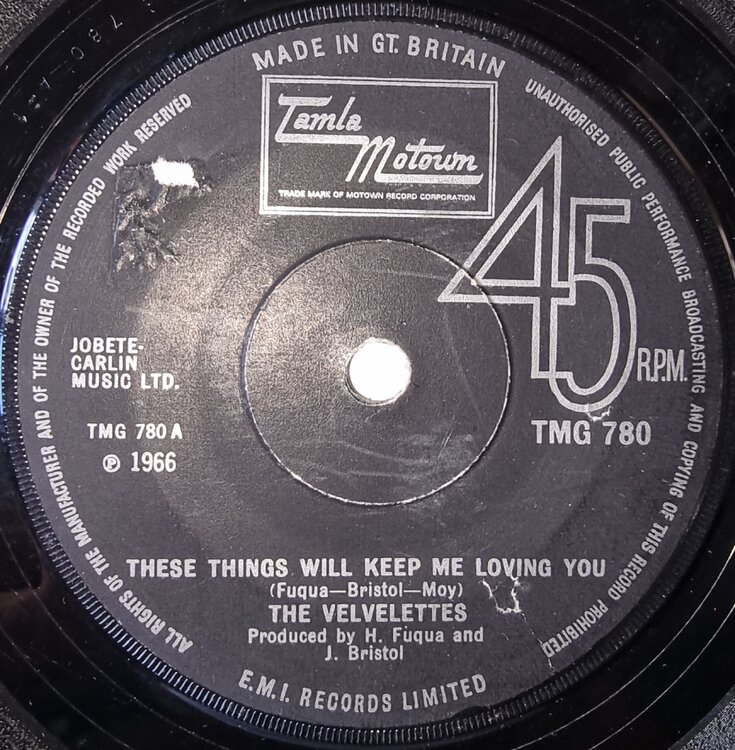 MADE IN GT. BRITAIN
Tamla
Motown
TRADE MARK OF MOTOWN RECORD CORPORATION
45
R.P.M.
UNAUTHORISED PUBLIC PERFORMANCE BROADCASTING AND COPYING OF THIS RECORD PROHIBITED
ALL RIGHTS OF THE MANUFACTURER AND OF THE OWNER OF THE RECORDED WORK RESERVED
JOBETE-
CARLIN
MUSIC LTD.
TMG 780 A
℗ 1966
TMG 780
THESE THINGS WILL KEEP ME LOVING YOU
(Fuqua—Bristol—Moy)
THE VELVELETTES
Produced by H. Fuqua and
J. Bristol
E.M.I. RECORDS LIMITED